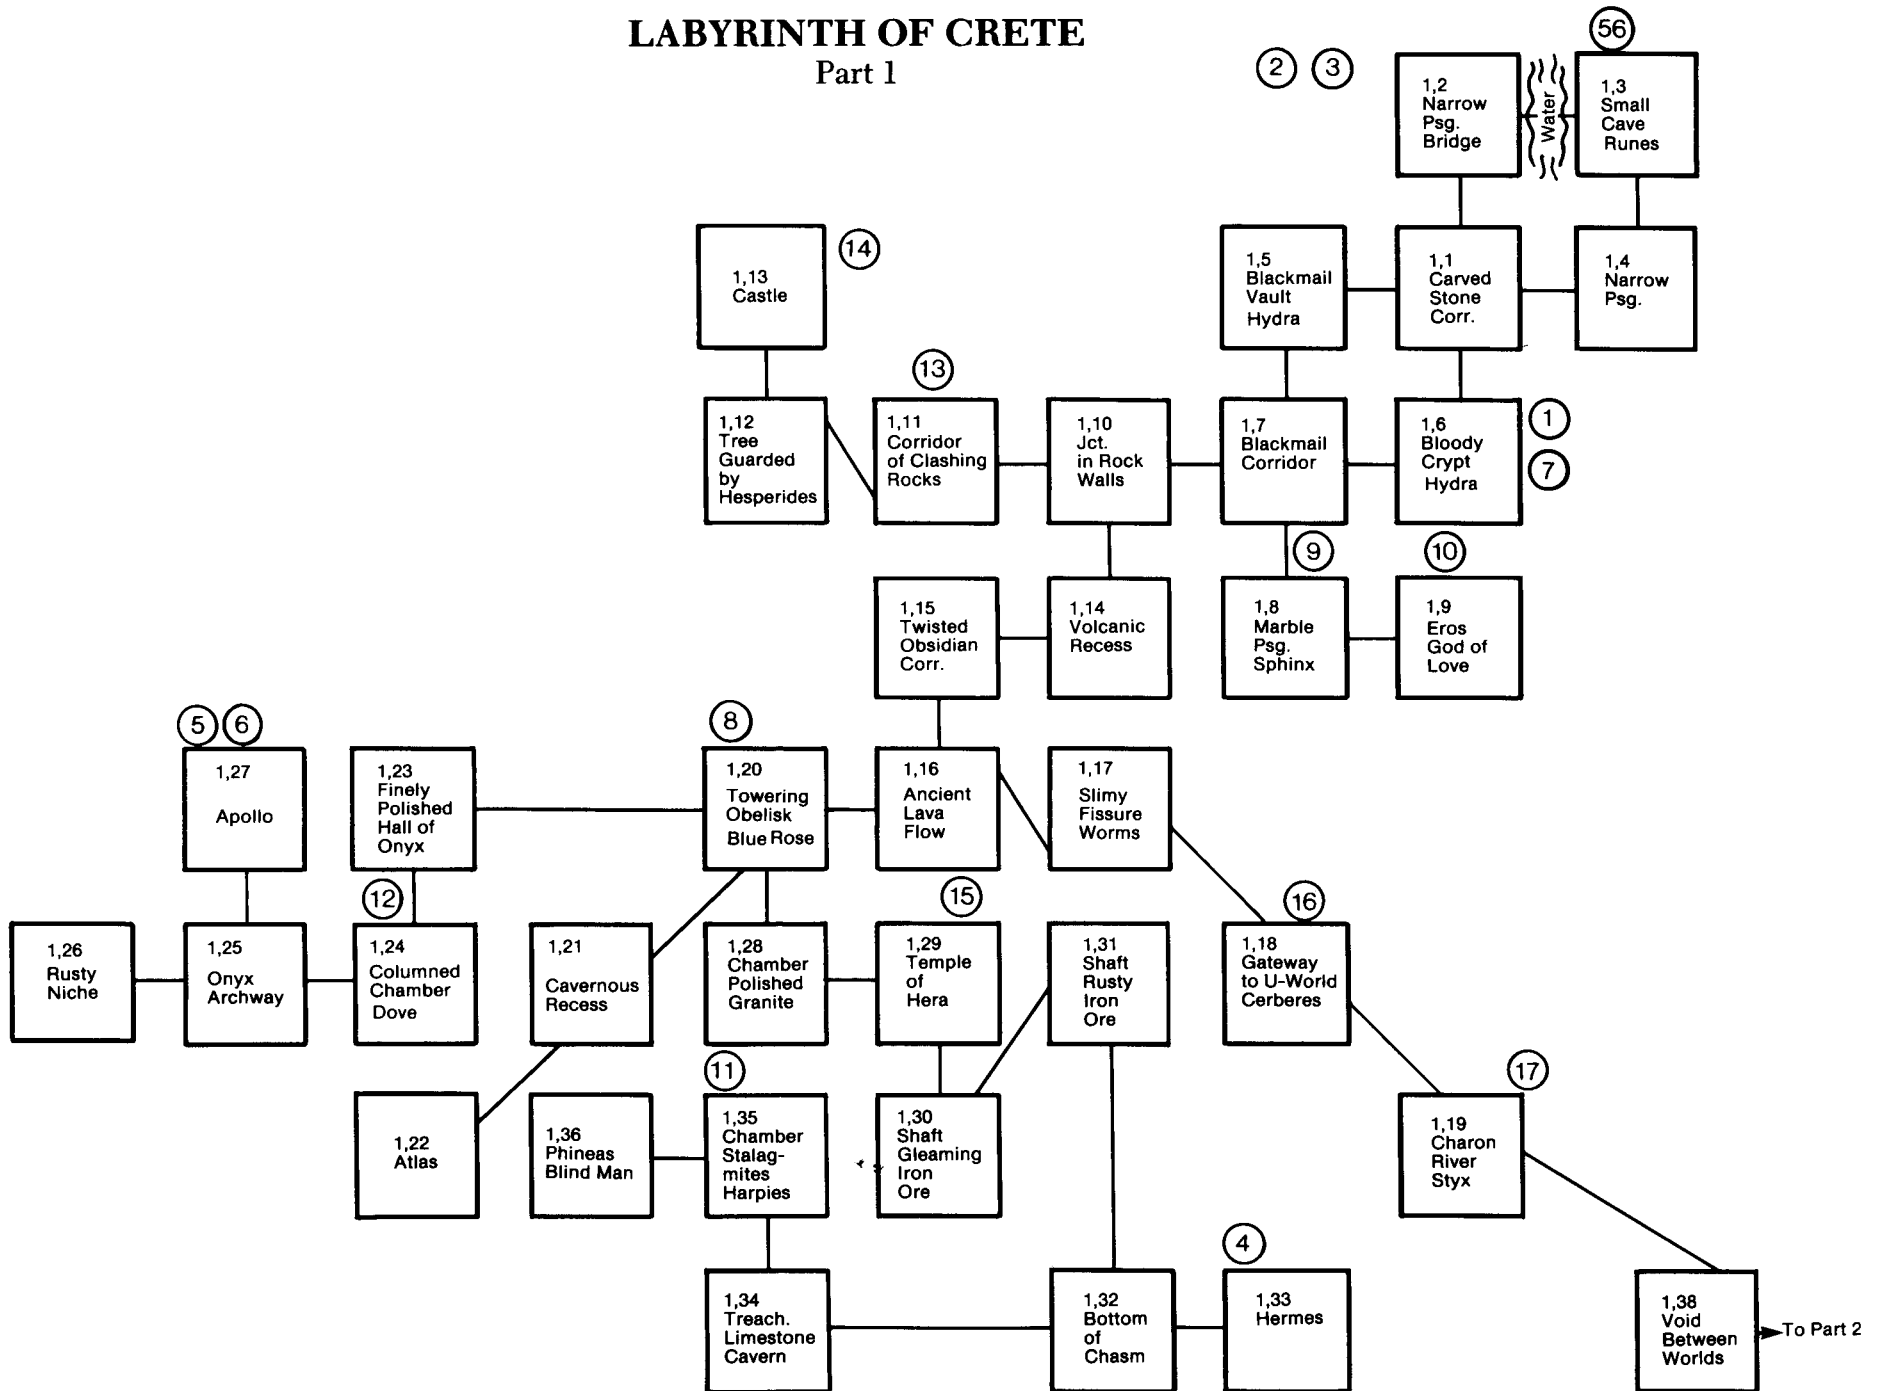 LABYRINTH OF CRETE
Part 1
2
3
56
1,2
Narrow
Psg.
Bridge
Water
1,3
Small
Cave
Runes
1,13
Castle
14
1,5
Blackmail
Vault
Hydra
1,1
Carved
Stone
Corr.
1,4
Narrow
Psg.
1,12
Tree
Guarded
by
Hesperides
13
1,11
Corridor
of Clashing
Rocks
1,10
Jct.
in Rock
Walls
1,7
Blackmail
Corridor
1,6
Bloody
Crypt
Hydra
1
7
1,15
Twisted
Obsidian
Corr.
1,14
Volcanic
Recess
9
1,8
Marble
Psg.
Sphinx
10
1,9
Eros
God of
Love
5
6
1,27
Apollo
1,23
Finely
Polished
Hall of
Onyx
8
1,20
Towering
Obelisk
Blue Rose
1,16
Ancient
Lava
Flow
1,17
Slimy
Fissure
Worms
1,26
Rusty
Niche
1,25
Onyx
Archway
12
1,24
Columned
Chamber
Dove
1,21
Cavernous
Recess
1,28
Chamber
Polished
Granite
15
1,29
Temple
of
Hera
1,31
Shaft
Rusty
Iron
Ore
16
1,18
Gateway
to U-World
Cerberes
1,22
Atlas
1,36
Phineas
Blind Man
11
1,35
Chamber
Stalag-
mites
Harpies
1,30
Shaft
Gleaming
Iron
Ore
17
1,19
Charon
River
Styx
1,34
Treach.
Limestone
Cavern
1,32
Bottom
of
Chasm
4
1,33
Hermes
1,38
Void
Between
Worlds
To Part 2